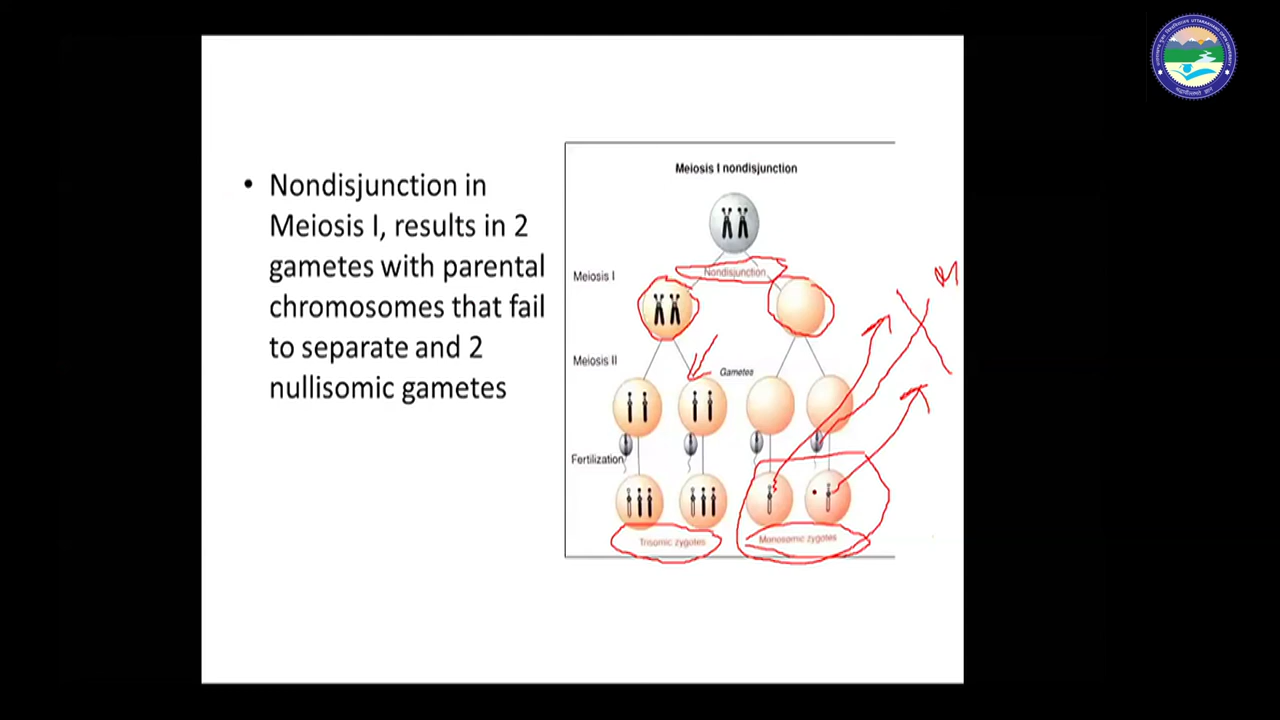 • Nondisjunction in
Meiosis I, results in 2
gametes with parental
chromosomes that fail
to separate and 2
nullisomic gametes
Meiosis I nondisjunction
Nondisjunction
Meiosis I
Meiosis II
Gametes
Fertilization
Trisomic zygotes
Monosomic zygotes